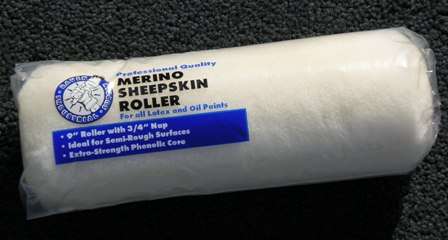 Professional Quality
MERINO
SHEEPSKIN
ROLLER
For all Latex and Oil Paints
• 9" Roller with 3/4" Nap
• Ideal for Semi-Rough Surfaces
• Extra-Strength Phenolic Core